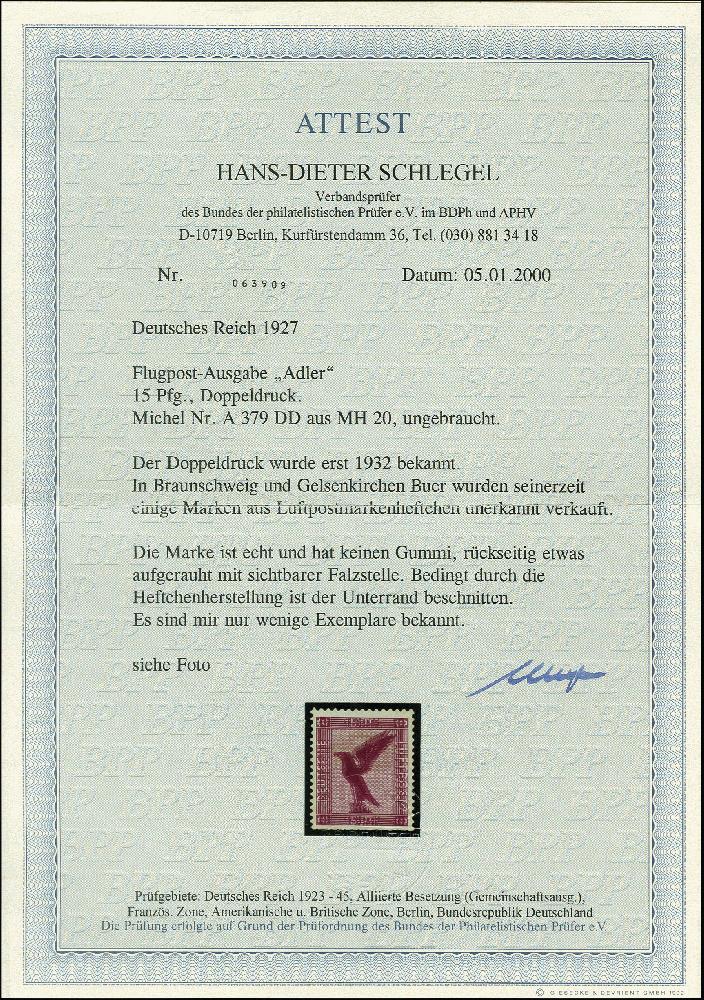 ATTEST
HANS-DIETER SCHLEGEL
Verbandsprüfer
des Bundes der philatelistischen Prüfer e.V. im BDPh und APHV
D-10719 Berlin, Kurfürstendamm 36, Tel. (030) 881 34 18
Nr. 063909 Datum: 05.01.2000
Deutsches Reich 1927
Flugpost-Ausgabe „Adler“
15 Pfg., Doppeldruck.
Michel Nr. A 379 DD aus MH 20, ungebraucht.
Der Doppeldruck wurde erst 1932 bekannt.
In Braunschweig und Gelsenkirchen Buer wurden seinerzeit
einige Marken aus Luftpostmarkenheftchen unerkannt verkauft.
Die Marke ist echt und hat keinen Gummi, rückseitig etwas
aufgerauht mit sichtbarer Falzstelle. Bedingt durch die
Heftchenherstellung ist der Unterrand beschnitten.
Es sind mir nur wenige Exemplare bekannt.
siehe Foto
Prüfgebiete: Deutsches Reich 1923 - 45, Alliierte Besetzung (Gemeinschaftsausg.),
Französ. Zone, Amerikanische u. Britische Zone, Berlin, Bundesrepublik Deutschland
Die Prüfung erfolgte auf Grund der Prüfordnung des Bundes der Philatelistischen Prüfer e.V.
© GIESECKE & DEVRIENT GMBH